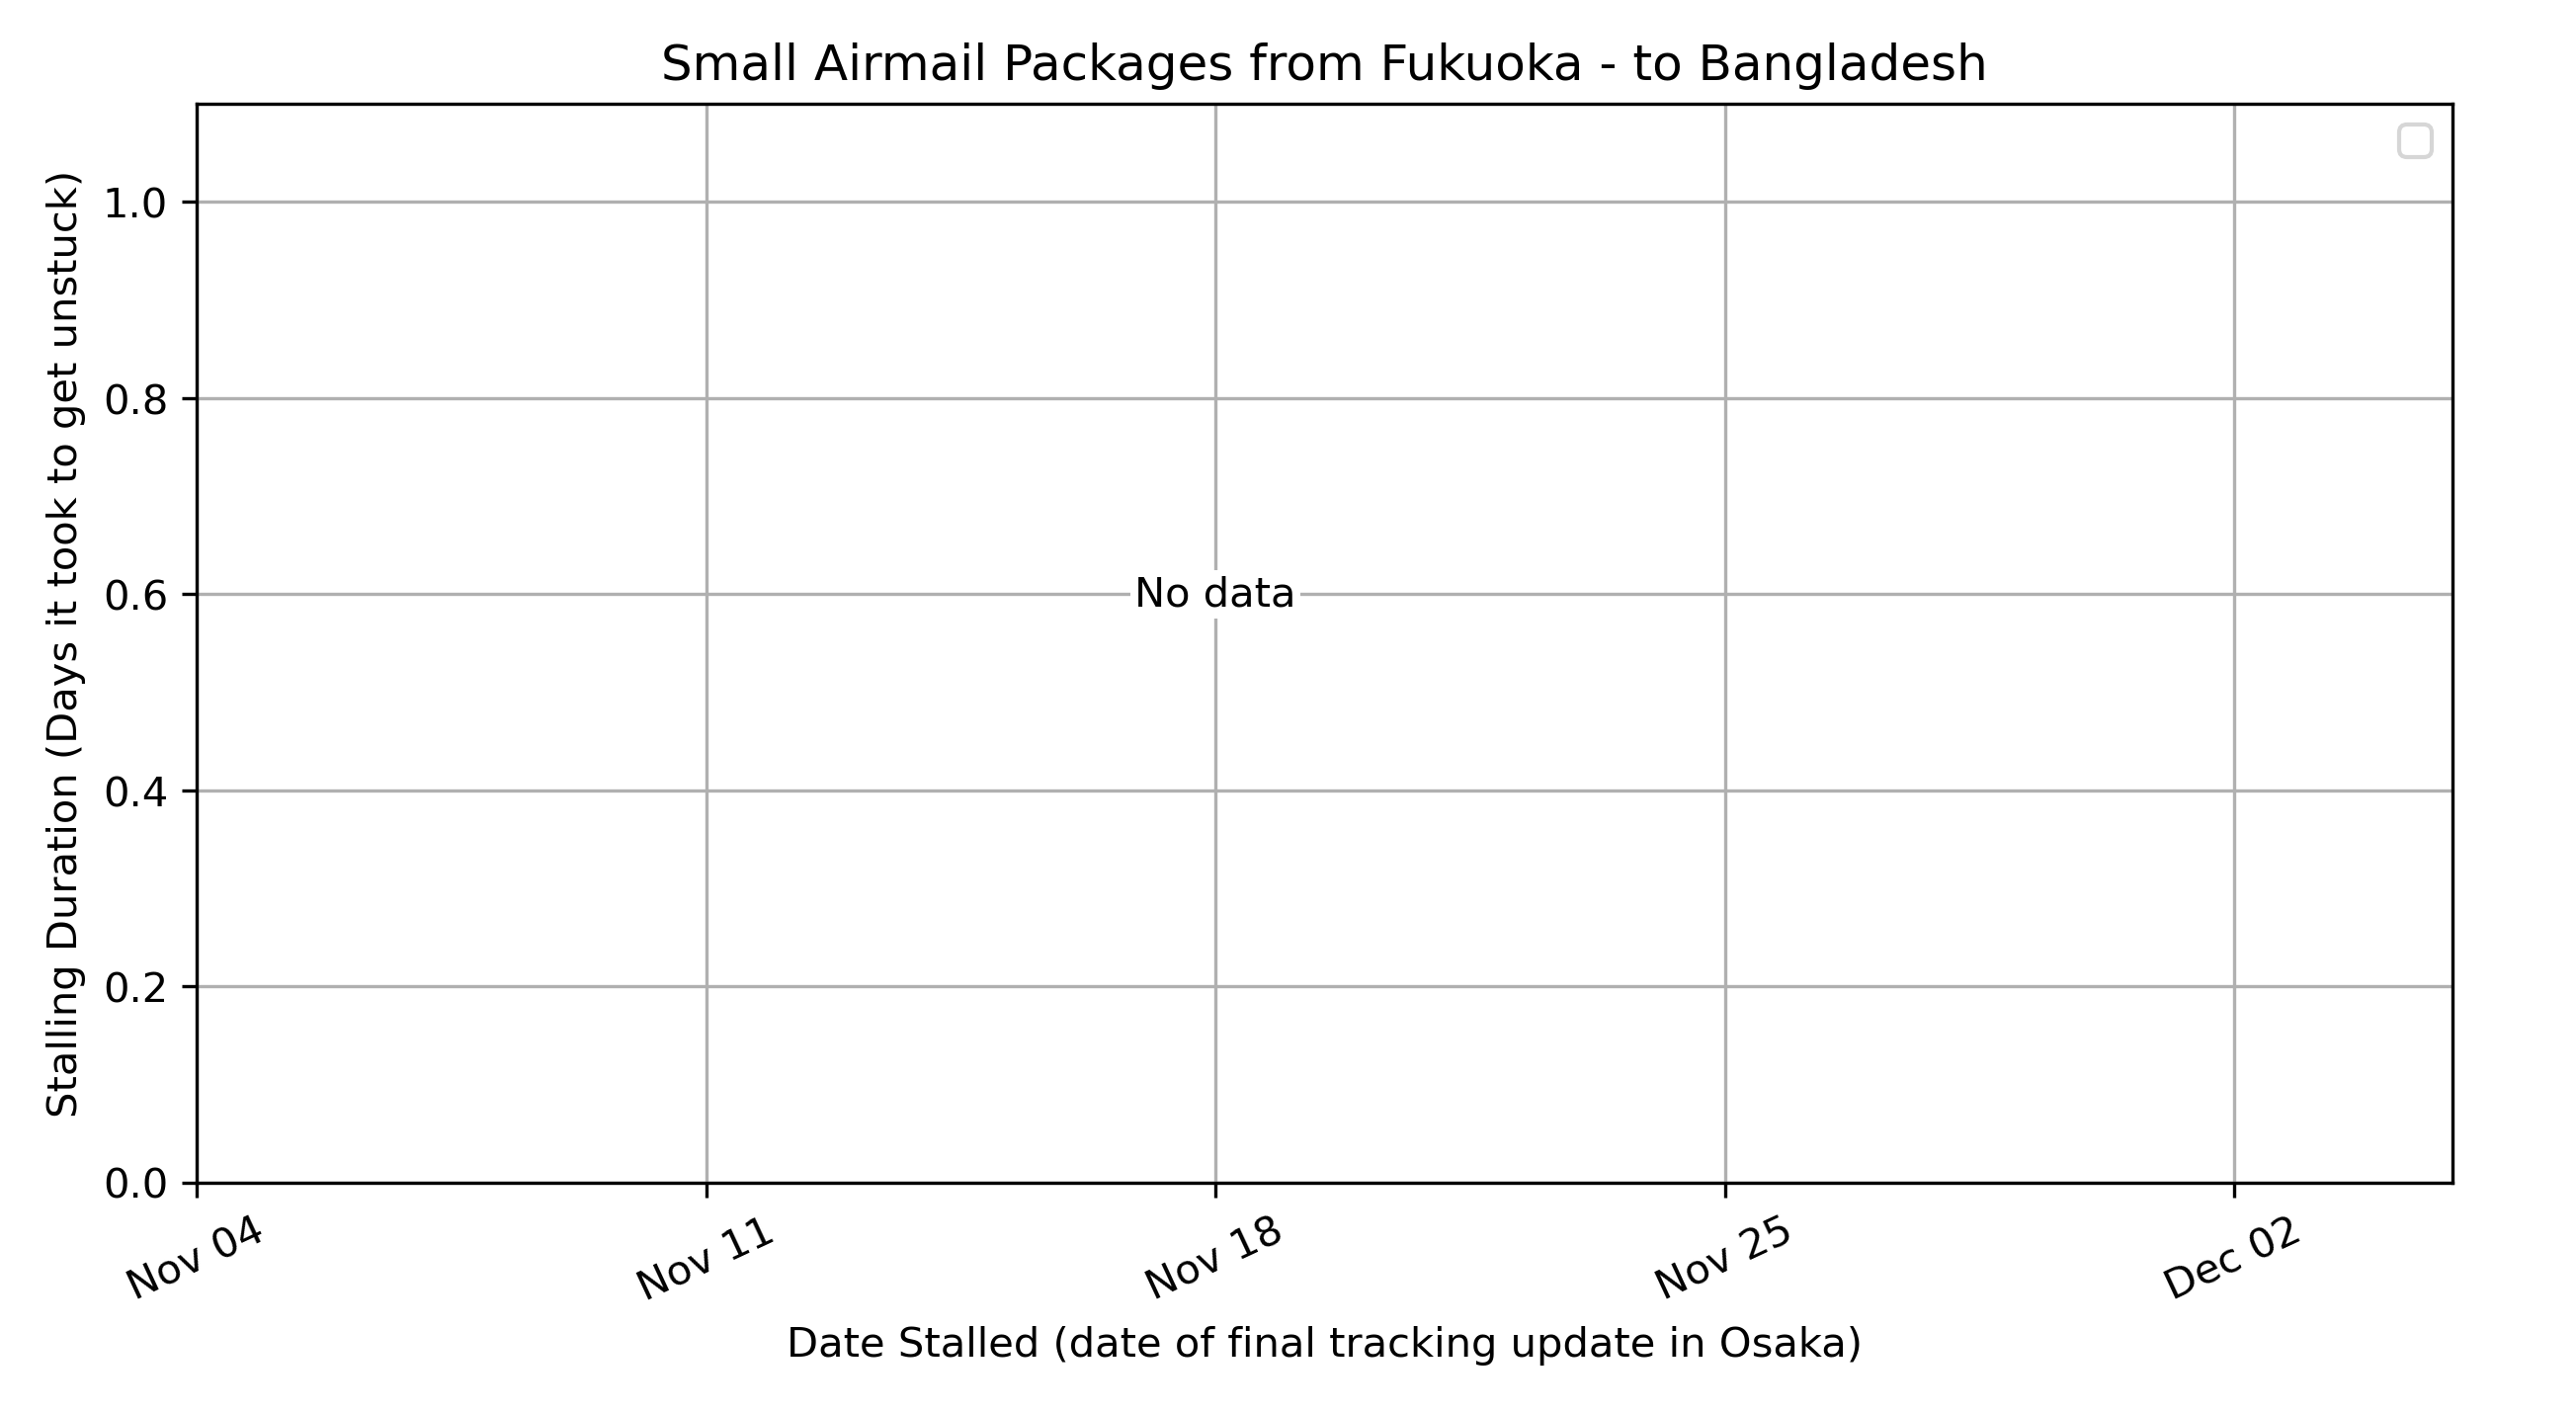 Small Airmail Packages from Fukuoka - to Bangladesh
Stalling Duration (Days it took to get unstuck)
1.0
0.8
0.6
0.4
0.2
0.0
No data
Nov 04
Nov 11
Nov 18
Nov 25
Dec 02
Date Stalled (date of final tracking update in Osaka)